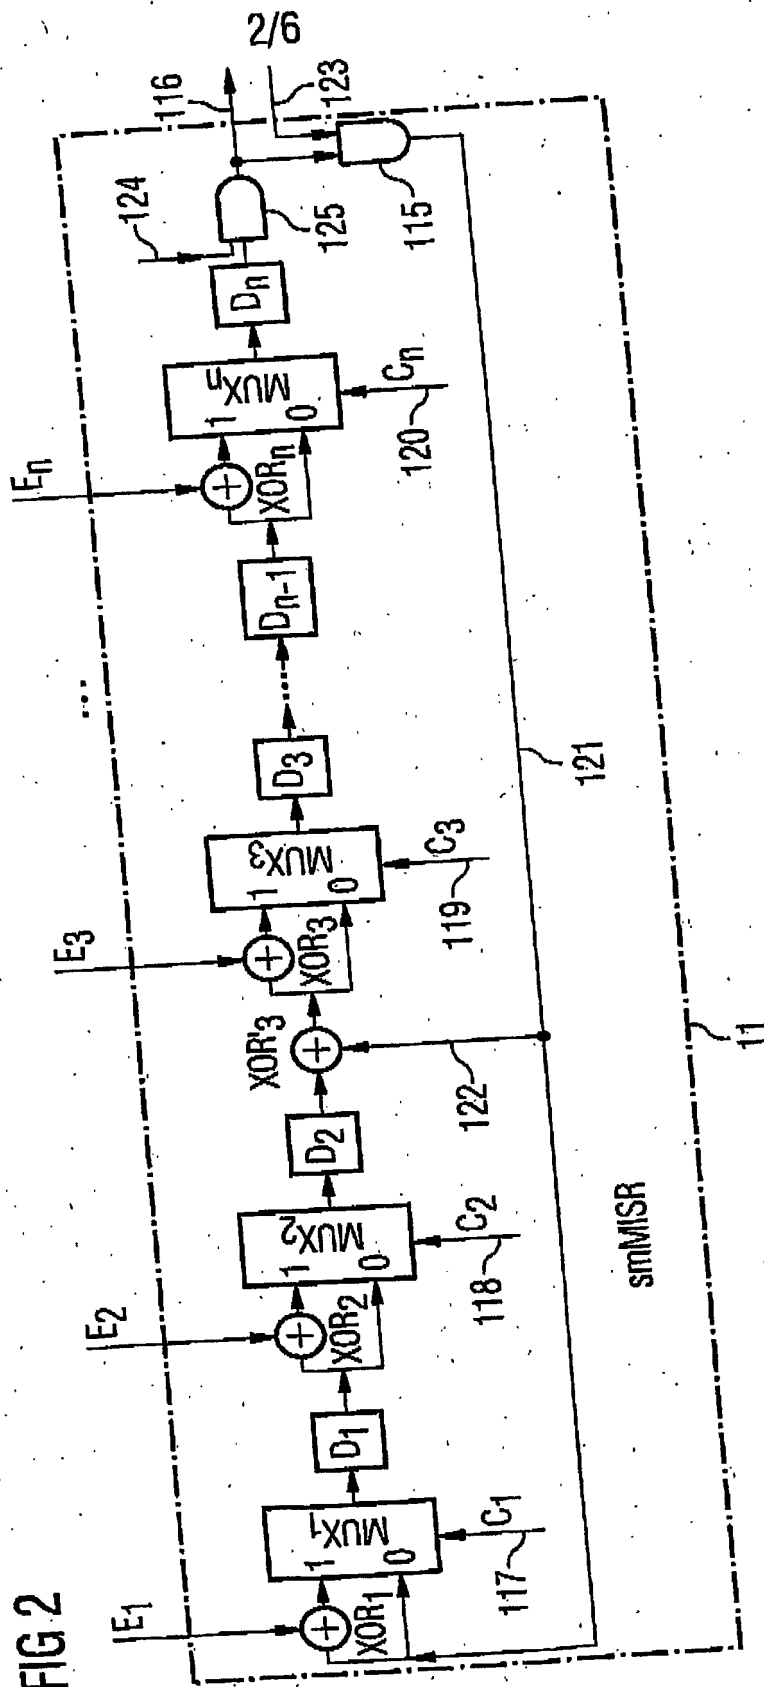 FIG 2
E1
E2
E3
...
En
XOR1
1
0
MUX1
C1
117
D1
XOR2
1
0
MUX2
C2
118
D2
XOR'3
122
XOR3
1
0
MUX3
C3
119
D3
Dn-1
XORn
1
0
MUXn
Cn
120
Dn
124
125
116
2/6
123
115
121
smMISR
11